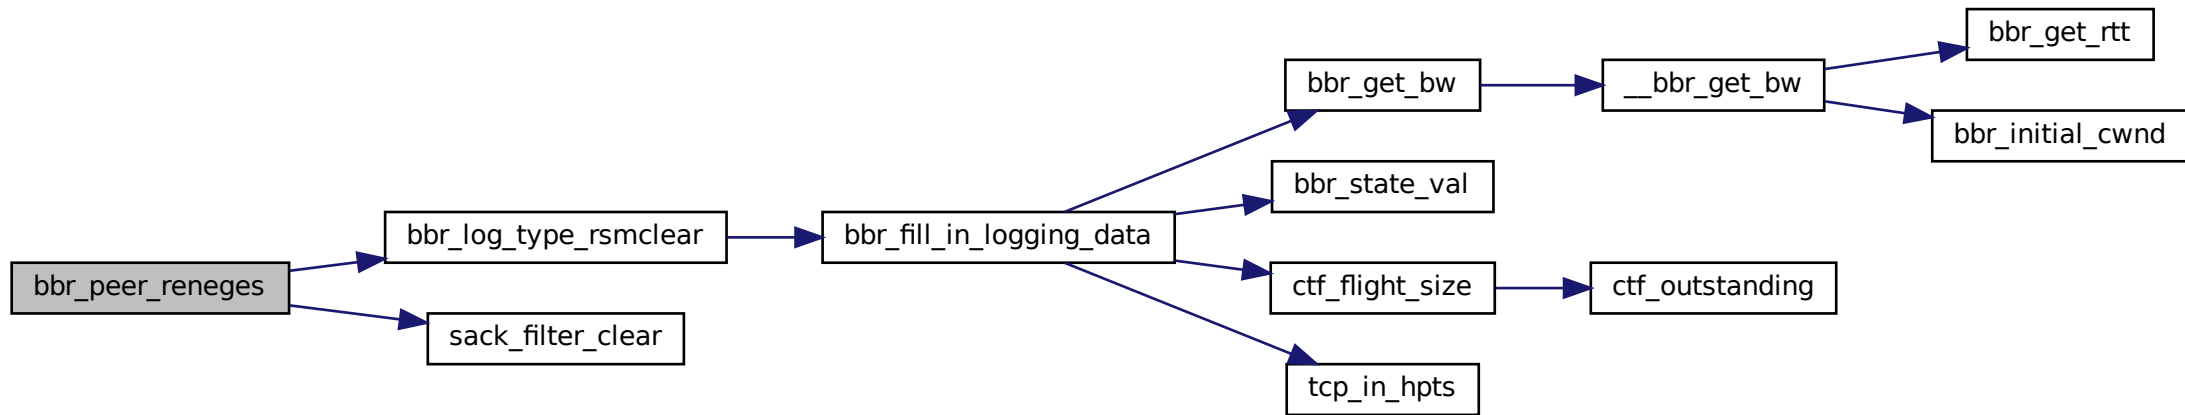 bbr_peer_reneges
bbr_log_type_rsmclear
sack_filter_clear
bbr_fill_in_logging_data
bbr_get_bw
bbr_state_val
ctf_flight_size
tcp_in_hpts
__bbr_get_bw
ctf_outstanding
bbr_get_rtt
bbr_initial_cwnd